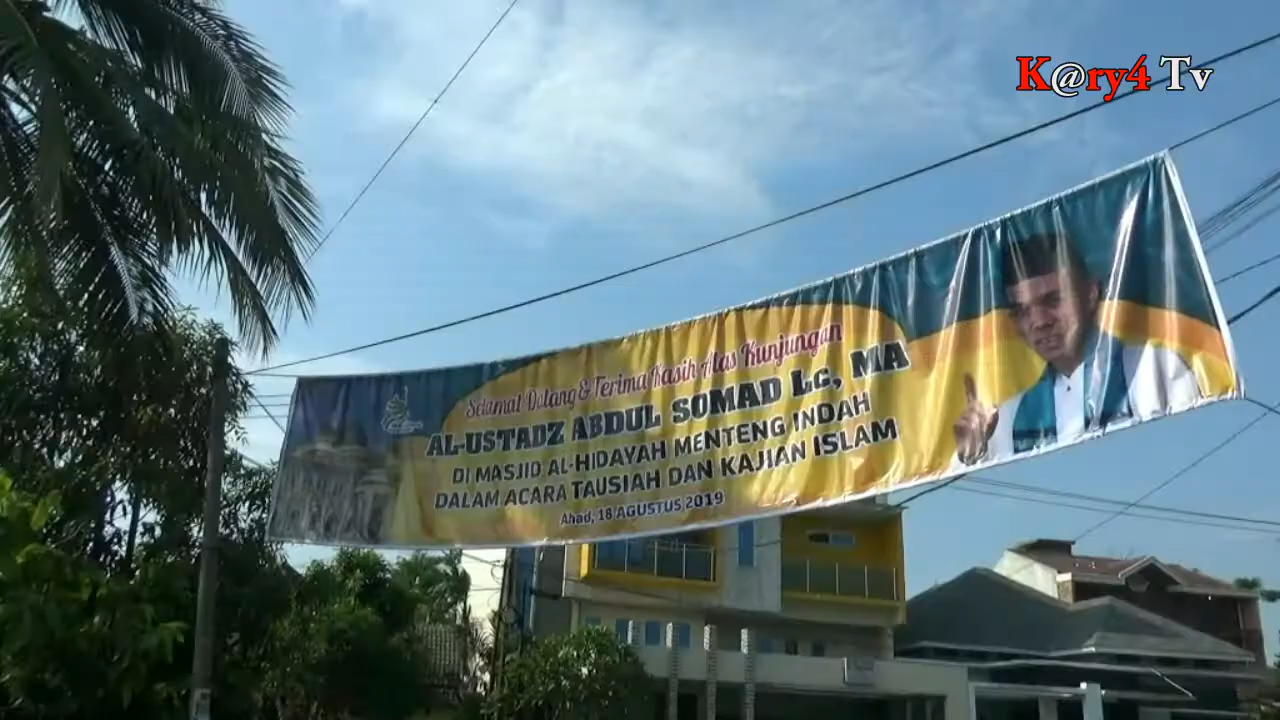 K@ry4 Tv
Selamat Datang & Terima Kasih Atas Kunjungan
AL-USTADZ ABDUL SOMAD Lc, MA
DI MASJID AL-HIDAYAH MENTENG INDAH
DALAM ACARA TAUSIAH DAN KAJIAN ISLAM
Ahad, 18 AGUSTUS 2019